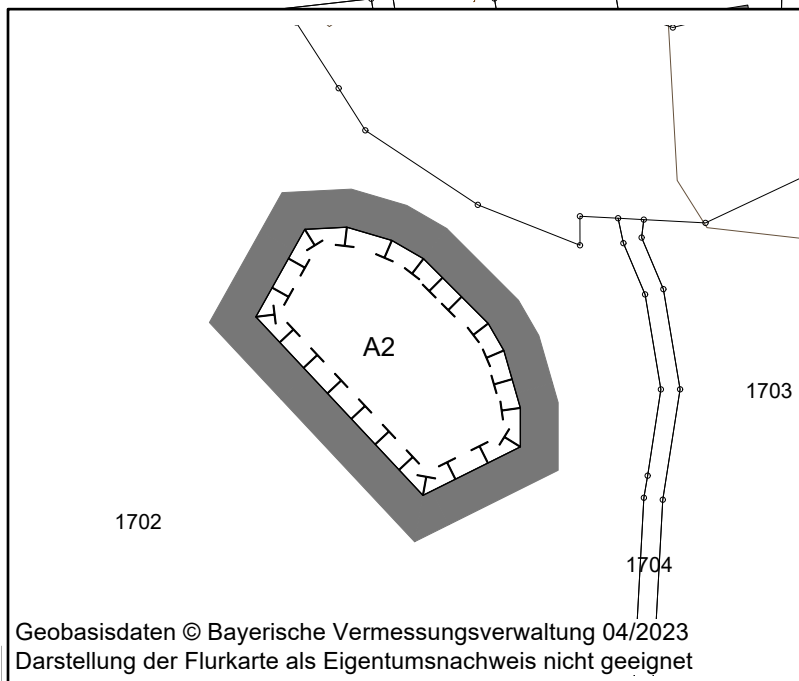 A2
1703
1702
1704
Geobasisdaten © Bayerische Vermessungsverwaltung 04/2023
Darstellung der Flurkarte als Eigentumsnachweis nicht geeignet